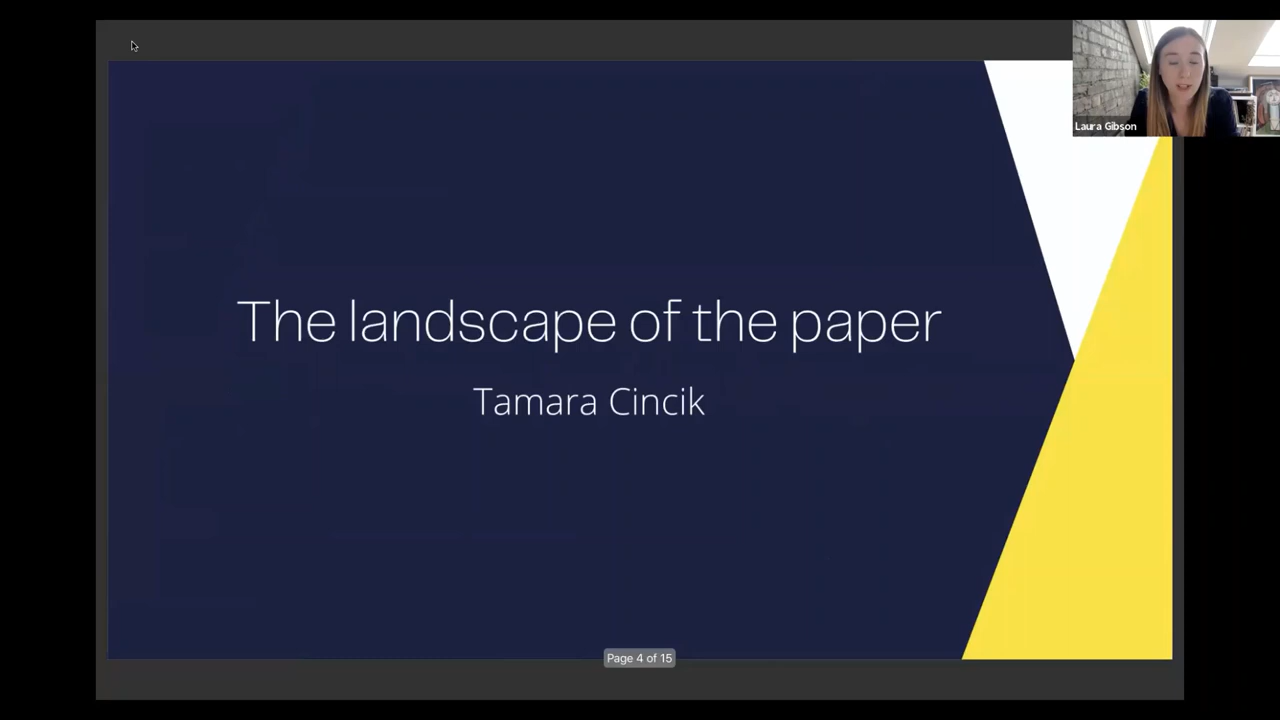 Laura Gibson
The landscape of the paper
Tamara Cincik
Page 4 of 15